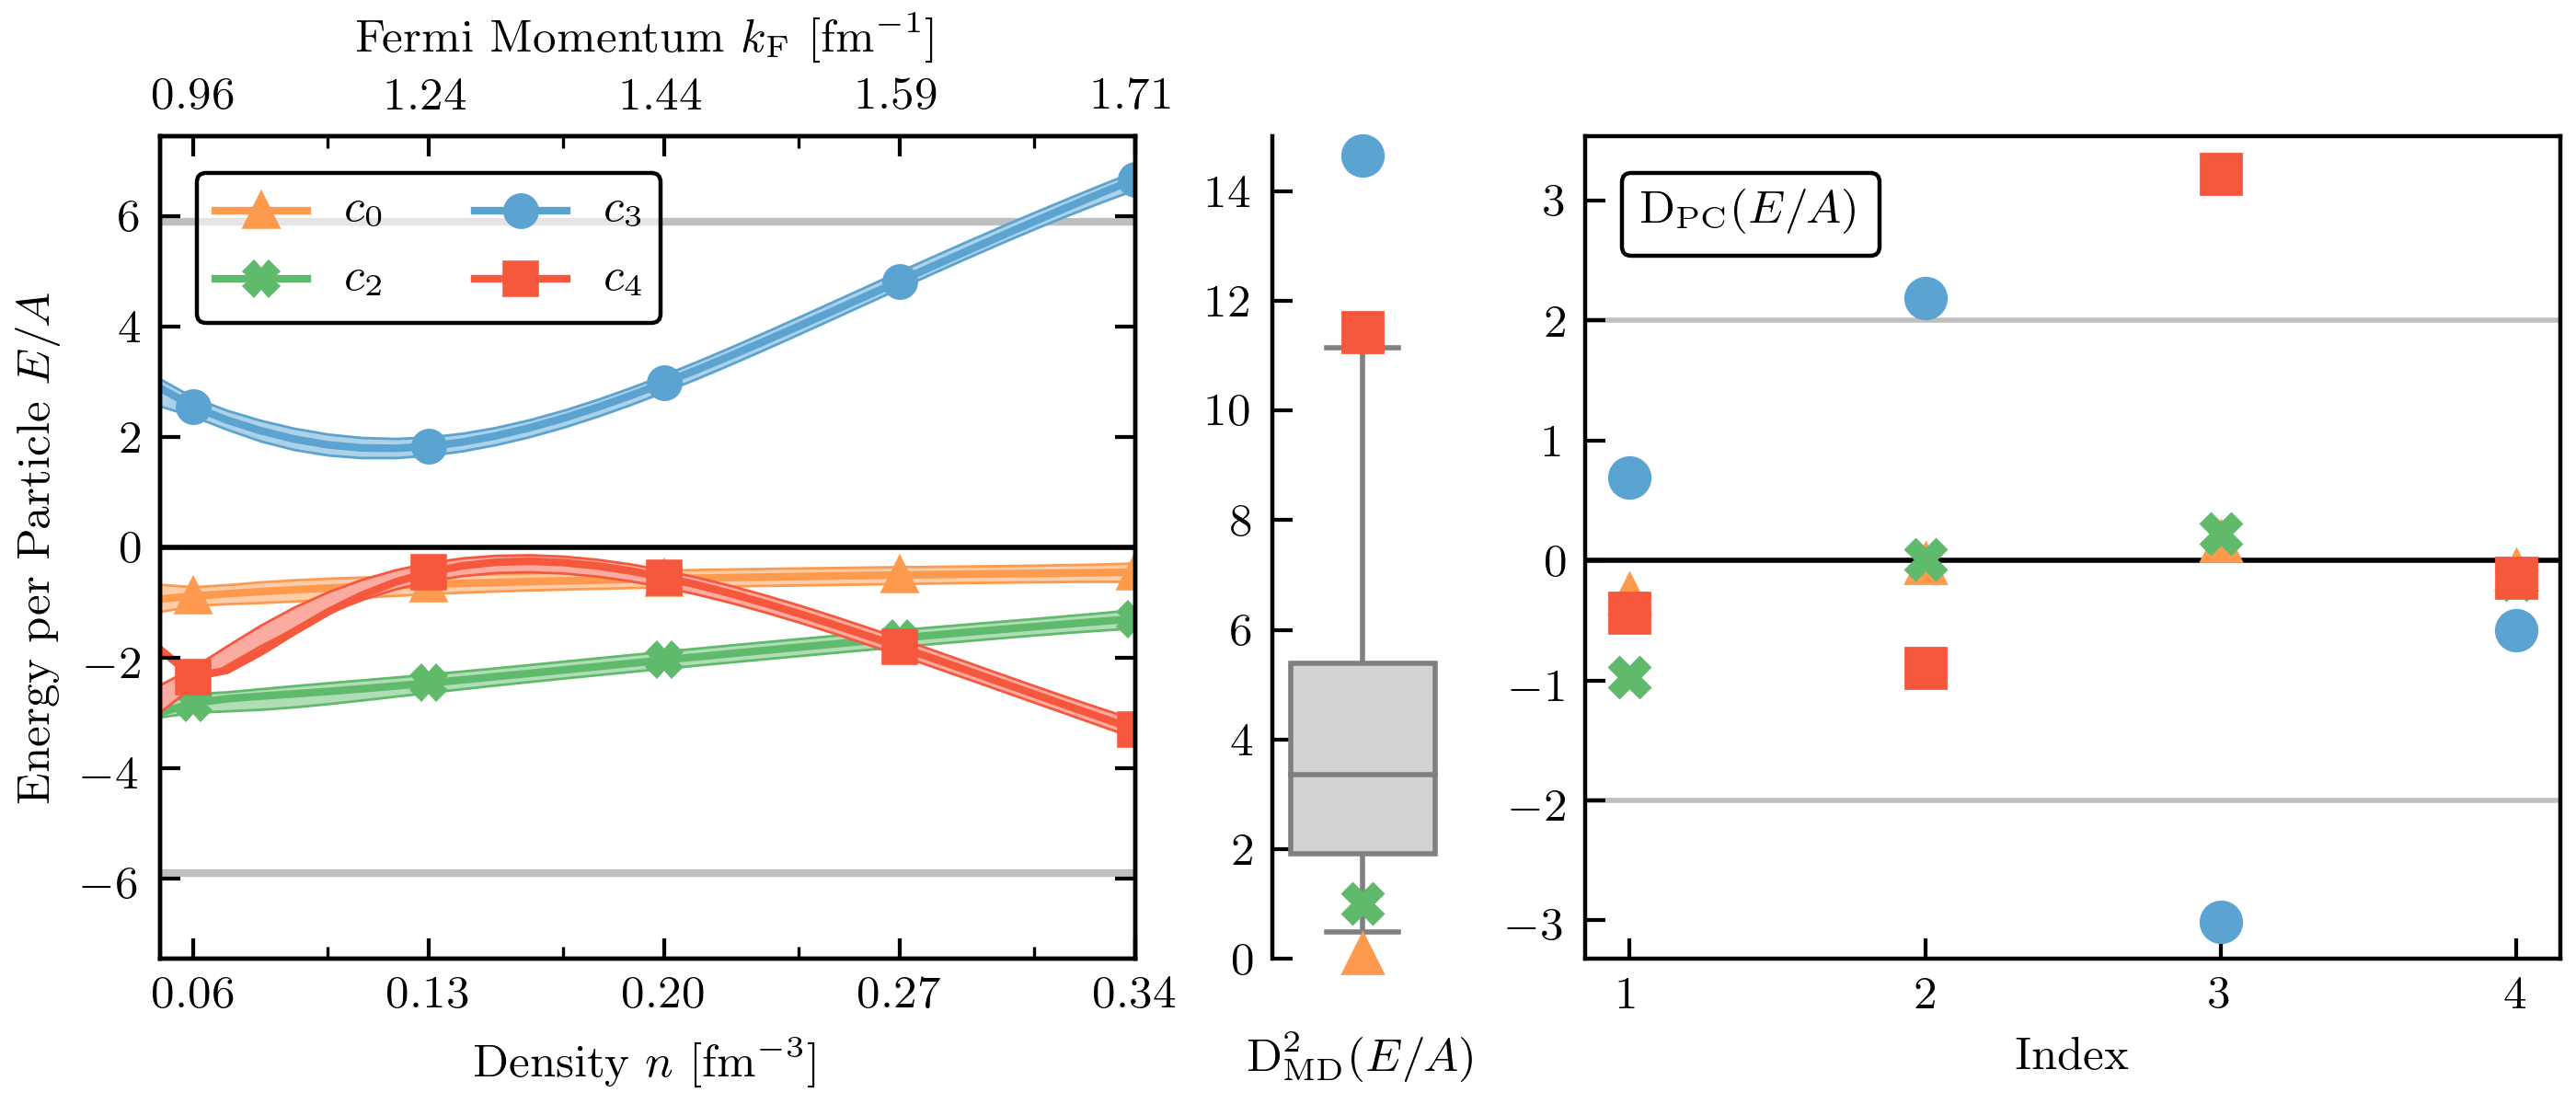 Fermi Momentum k_F [fm⁻¹]
0.96 1.24 1.44 1.59 1.71
Energy per Particle E/A
6
4
2
0
−2
−4
−6
c₀ c₃
c₂ c₄
0.06 0.13 0.20 0.27 0.34
Density n [fm⁻³]
14
12
10
8
6
4
2
0
D²_MD(E/A)
D_PC(E/A)
3
2
1
0
−1
−2
−3
1 2 3 4
Index